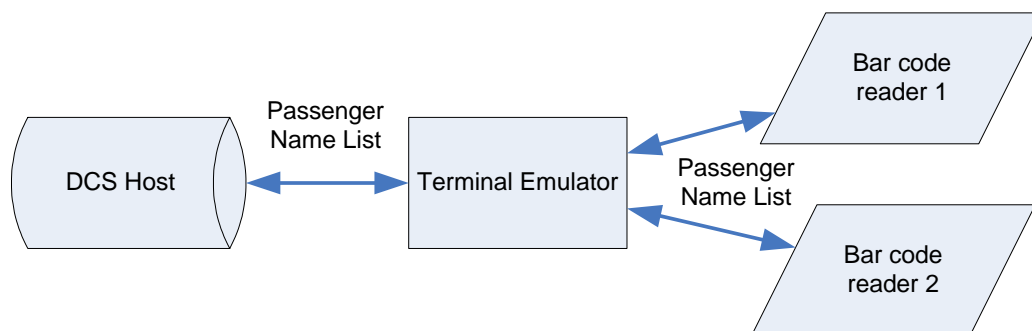 Passenger
Name List
DCS Host
Terminal Emulator
Bar code
reader 1
Passenger
Name List
Bar code
reader 2